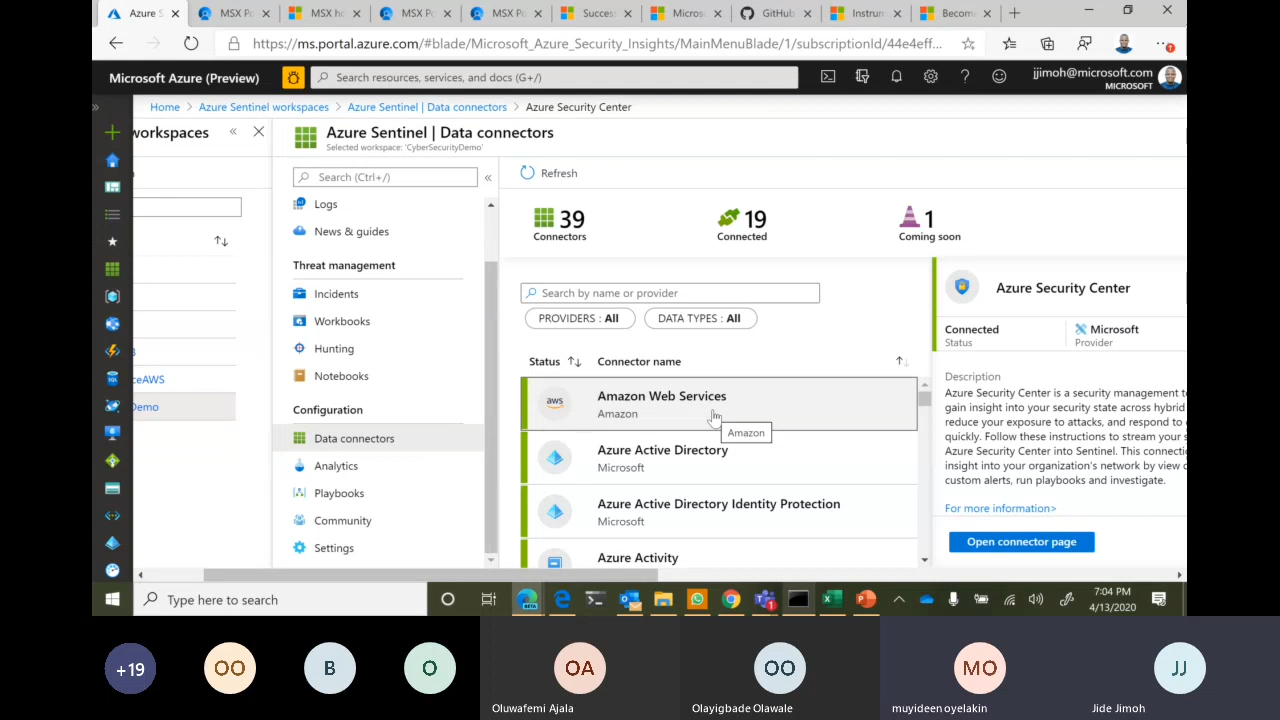 Azure S
MSX Po
MSX ho
MSX Po
MSX Po
Success
Micros
GitHub
Instrum
Becom
https://ms.portal.azure.com/#blade/Microsoft_Azure_Security_Insights/MainMenuBlade/1/subscriptionId/44e4eff...
Microsoft Azure (Preview)
Search resources, services, and docs (G+/)
jjimoh@microsoft.com
MICROSOFT
Home > Azure Sentinel workspaces > Azure Sentinel | Data connectors > Azure Security Center
workspaces
«
Azure Sentinel | Data connectors
Selected workspace: 'CyberSecurityDemo'
Search (Ctrl+/)
«
Logs
News & guides
Threat management
Incidents
Workbooks
Hunting
Notebooks
Configuration
Data connectors
Analytics
Playbooks
Community
Settings
ceAWS
Demo
Refresh
39
Connectors
19
Connected
1
Coming soon
Search by name or provider
PROVIDERS : All
DATA TYPES : All
Status
Connector name
aws
Amazon Web Services
Amazon
Amazon
Azure Active Directory
Microsoft
Azure Active Directory Identity Protection
Microsoft
Azure Activity
Azure Security Center
Connected
Status
Microsoft
Provider
Description
Azure Security Center is a security management to
gain insight into your security state across hybrid
reduce your exposure to attacks, and respond to
quickly. Follow these instructions to stream your s
Azure Security Center into Sentinel. This connecti
insight into your organization's network by view c
custom alerts, run playbooks and investigate.
For more information>
Open connector page
Type here to search
BETA
7:04 PM
4/13/2020
+19
OO
B
O
OA
Oluwafemi Ajala
OO
Olayigbade Olawale
MO
muyideen oyelakin
JJ
Jide Jimoh